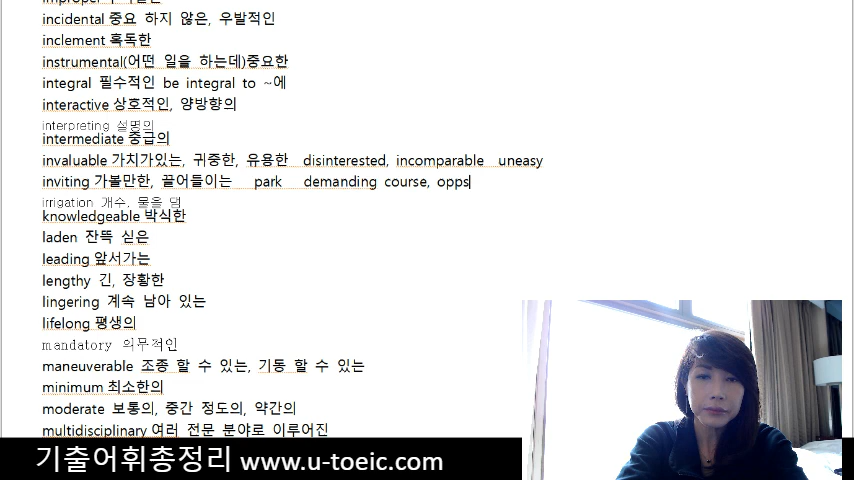 incidental 중요 하지 않은, 우발적인
inclement 혹독한
instrumental(어떤 일을 하는데)중요한
integral 필수적인 be integral to ~에
interactive 상호적인, 양방향의
interpreting 설명의
intermediate 중급의
invaluable 가치가있는, 귀중한, 유용한 disinterested, incomparable uneasy
inviting 가볼만한, 끌어들이는 park demanding course, opps
irrigation 개수, 물을 댐
knowledgeable 박식한
laden 잔뜩 싣은
leading 앞서가는
lengthy 긴, 장황한
lingering 계속 남아 있는
lifelong 평생의
mandatory 의무적인
maneuverable 조종 할 수 있는, 기동 할 수 있는
minimum 최소한의
moderate 보통의, 중간 정도의, 약간의
multidisciplinary 여러 전문 분야로 이루어진
기출어휘총정리 www.u-toeic.com